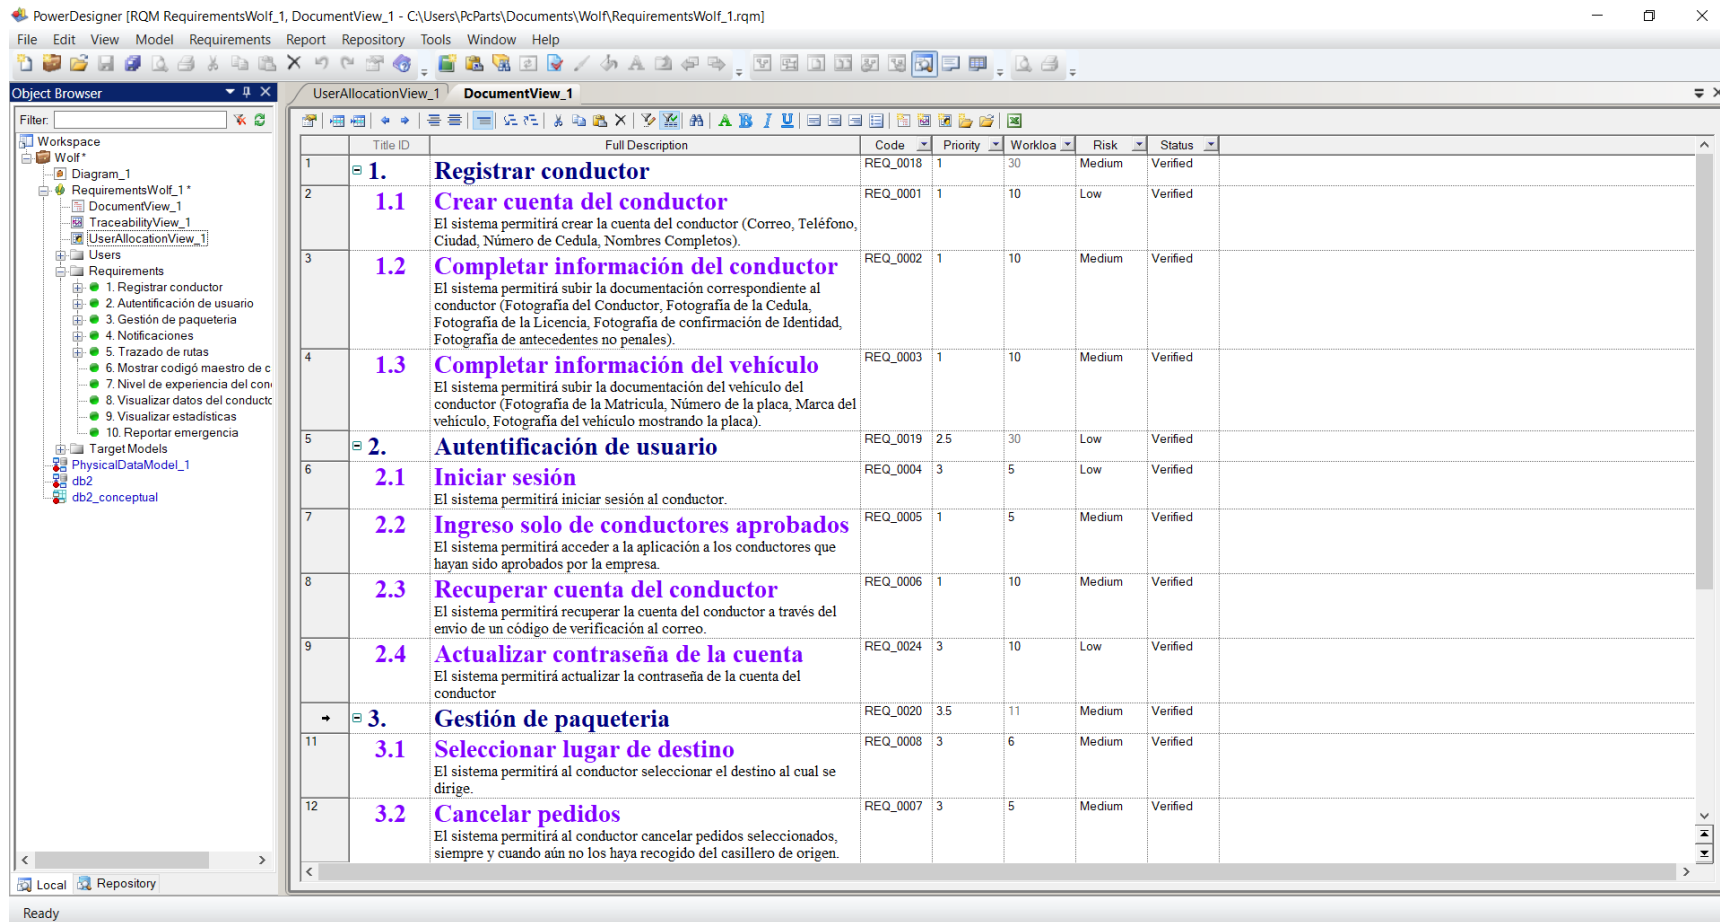 PowerDesigner [RQM RequirementsWolf_1, DocumentView_1 - C:\Users\PcParts\Documents\Wolf\RequirementsWolf_1.rqm]
File Edit View Model Requirements Report Repository Tools Window Help
Object Browser
Filter:
Workspace
Wolf *
Diagram_1
RequirementsWolf_1 *
DocumentView_1
TraceabilityView_1
UserAllocationView_1
Users
Requirements
1. Registrar conductor
2. Autentificación de usuario
3. Gestión de paqueteria
4. Notificaciones
5. Trazado de rutas
6. Mostrar codigó maestro de c
7. Nivel de experiencia del con
8. Visualizar datos del conducto
9. Visualizar estadísticas
10. Reportar emergencia
Target Models
PhysicalDataModel_1
db2
db2_conceptual
Local Repository
UserAllocationView_1 DocumentView_1
Title ID Full Description Code Priority Workloa Risk Status
1 1. Registrar conductor REQ_0018 1 30 Medium Verified
2 1.1 Crear cuenta del conductor REQ_0001 1 10 Low Verified
El sistema permitirá crear la cuenta del conductor (Correo, Teléfono,
Ciudad, Número de Cedula, Nombres Completos).
3 1.2 Completar información del conductor REQ_0002 1 10 Medium Verified
El sistema permitirá subir la documentación correspondiente al
conductor (Fotografía del Conductor, Fotografía de la Cedula,
Fotografía de la Licencia, Fotografía de confirmación de Identidad,
Fotografía de antecedentes no penales).
4 1.3 Completar información del vehículo REQ_0003 1 10 Medium Verified
El sistema permitirá subir la documentación del vehículo del
conductor (Fotografía de la Matricula, Número de la placa, Marca del
vehículo, Fotografía del vehículo mostrando la placa).
5 2. Autentificación de usuario REQ_0019 2.5 30 Low Verified
6 2.1 Iniciar sesión REQ_0004 3 5 Low Verified
El sistema permitirá iniciar sesión al conductor.
7 2.2 Ingreso solo de conductores aprobados REQ_0005 1 5 Medium Verified
El sistema permitirá acceder a la aplicación a los conductores que
hayan sido aprobados por la empresa.
8 2.3 Recuperar cuenta del conductor REQ_0006 1 10 Medium Verified
El sistema permitirá recuperar la cuenta del conductor a través del
envio de un código de verificación al correo.
9 2.4 Actualizar contraseña de la cuenta REQ_0024 3 10 Low Verified
El sistema permitirá actualizar la contraseña de la cuenta del
conductor
3. Gestión de paqueteria REQ_0020 3.5 11 Medium Verified
11 3.1 Seleccionar lugar de destino REQ_0008 3 6 Medium Verified
El sistema permitirá al conductor seleccionar el destino al cual se
dirige.
12 3.2 Cancelar pedidos REQ_0007 3 5 Medium Verified
El sistema permitirá al conductor cancelar pedidos seleccionados,
siempre y cuando aún no los haya recogido del casillero de origen.
Ready